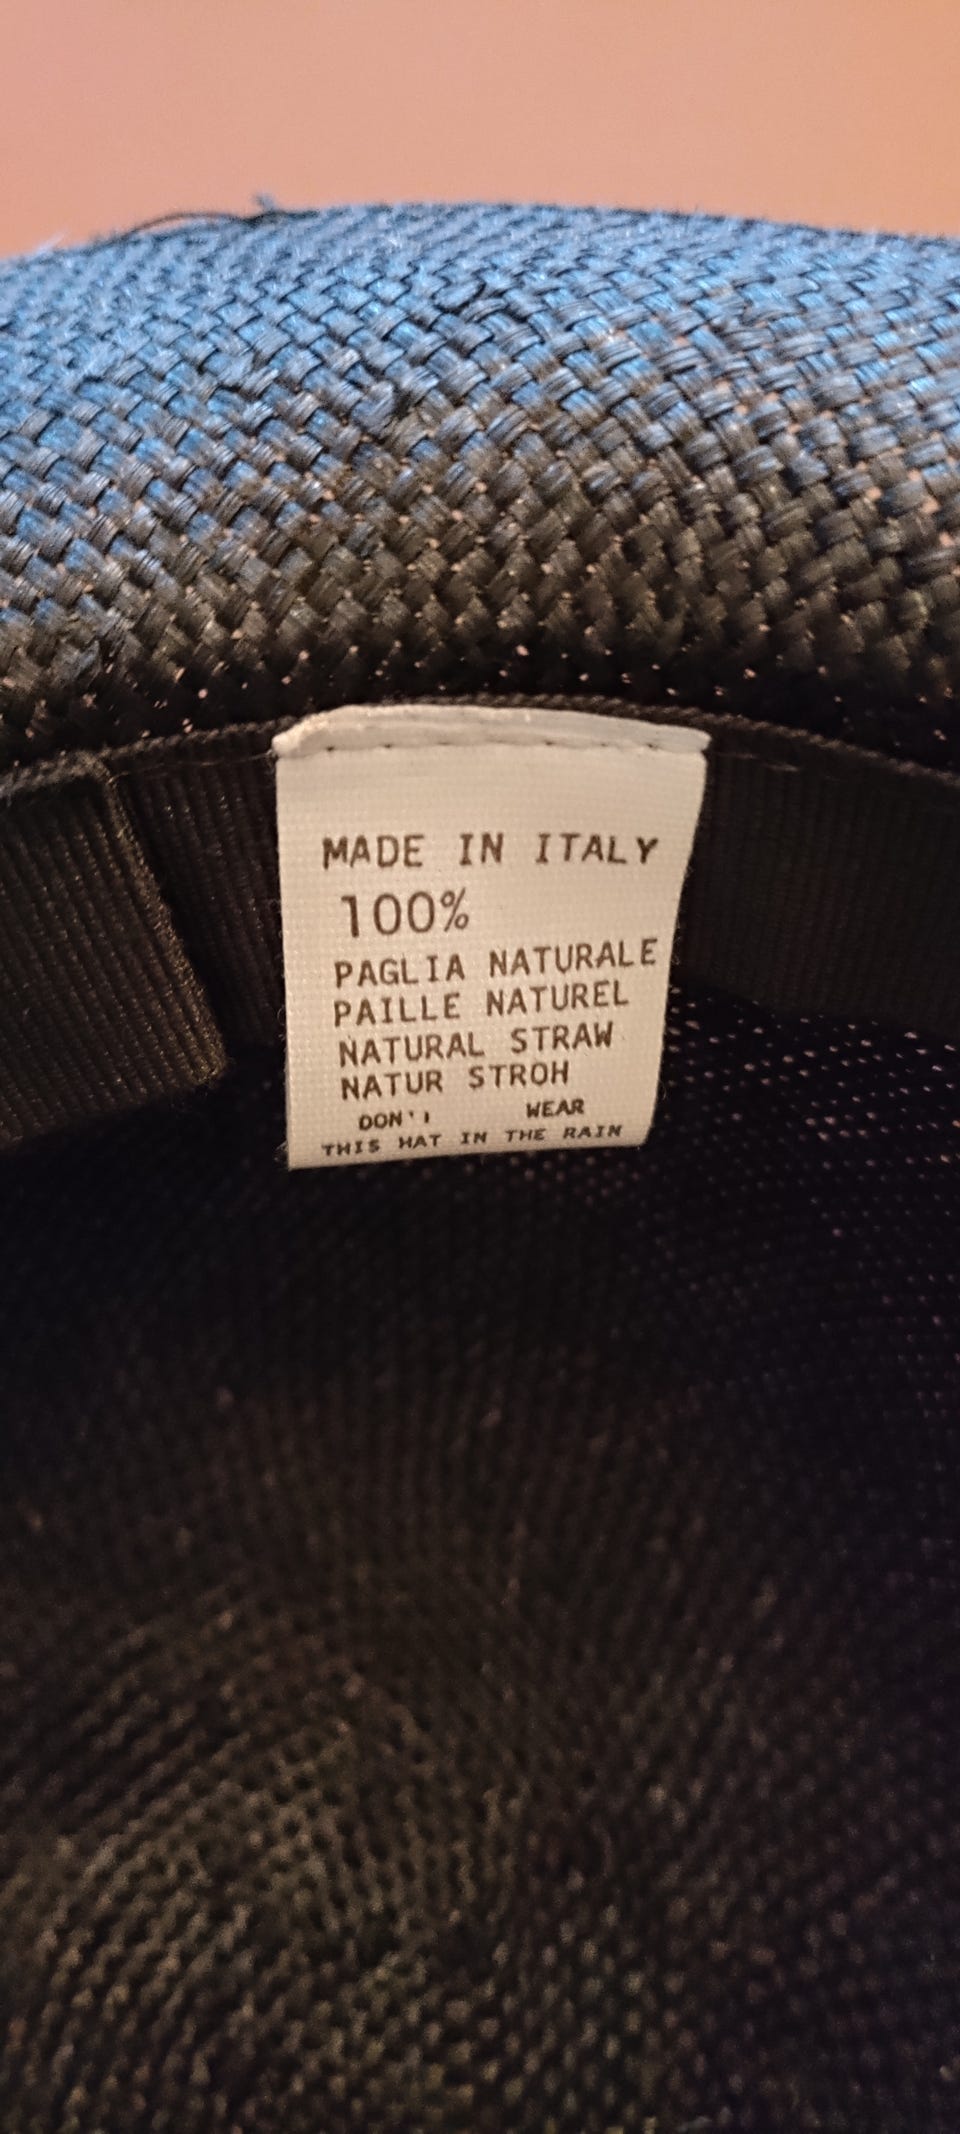 MADE IN ITALY
100%
PAGLIA NATURALE
PAILLE NATUREL
NATURAL STRAW
NATUR STROH
DON'T WEAR
THIS HAT IN THE RAIN